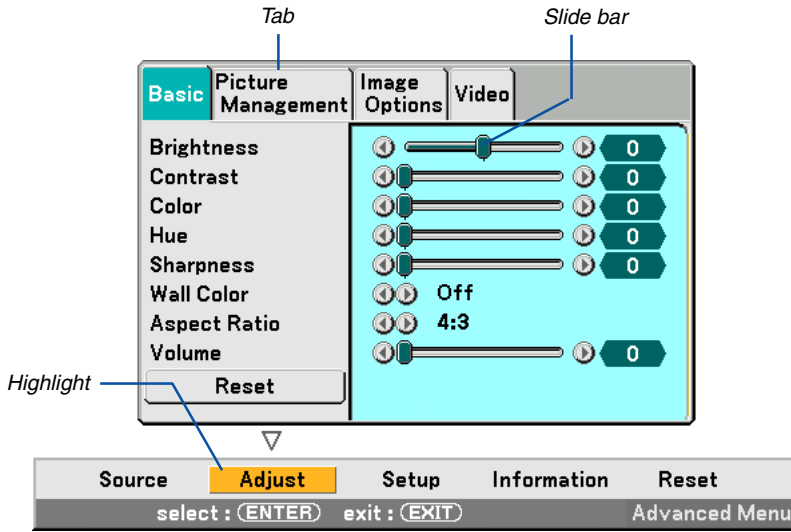 Tab
Slide bar
Basic
Picture
Management
Image
Options
Video
Brightness 0
Contrast 0
Color 0
Hue 0
Sharpness 0
Wall Color Off
Aspect Ratio 4:3
Volume 0
Highlight
Reset
Source Adjust Setup Information Reset
select : (ENTER) exit : (EXIT) Advanced Menu